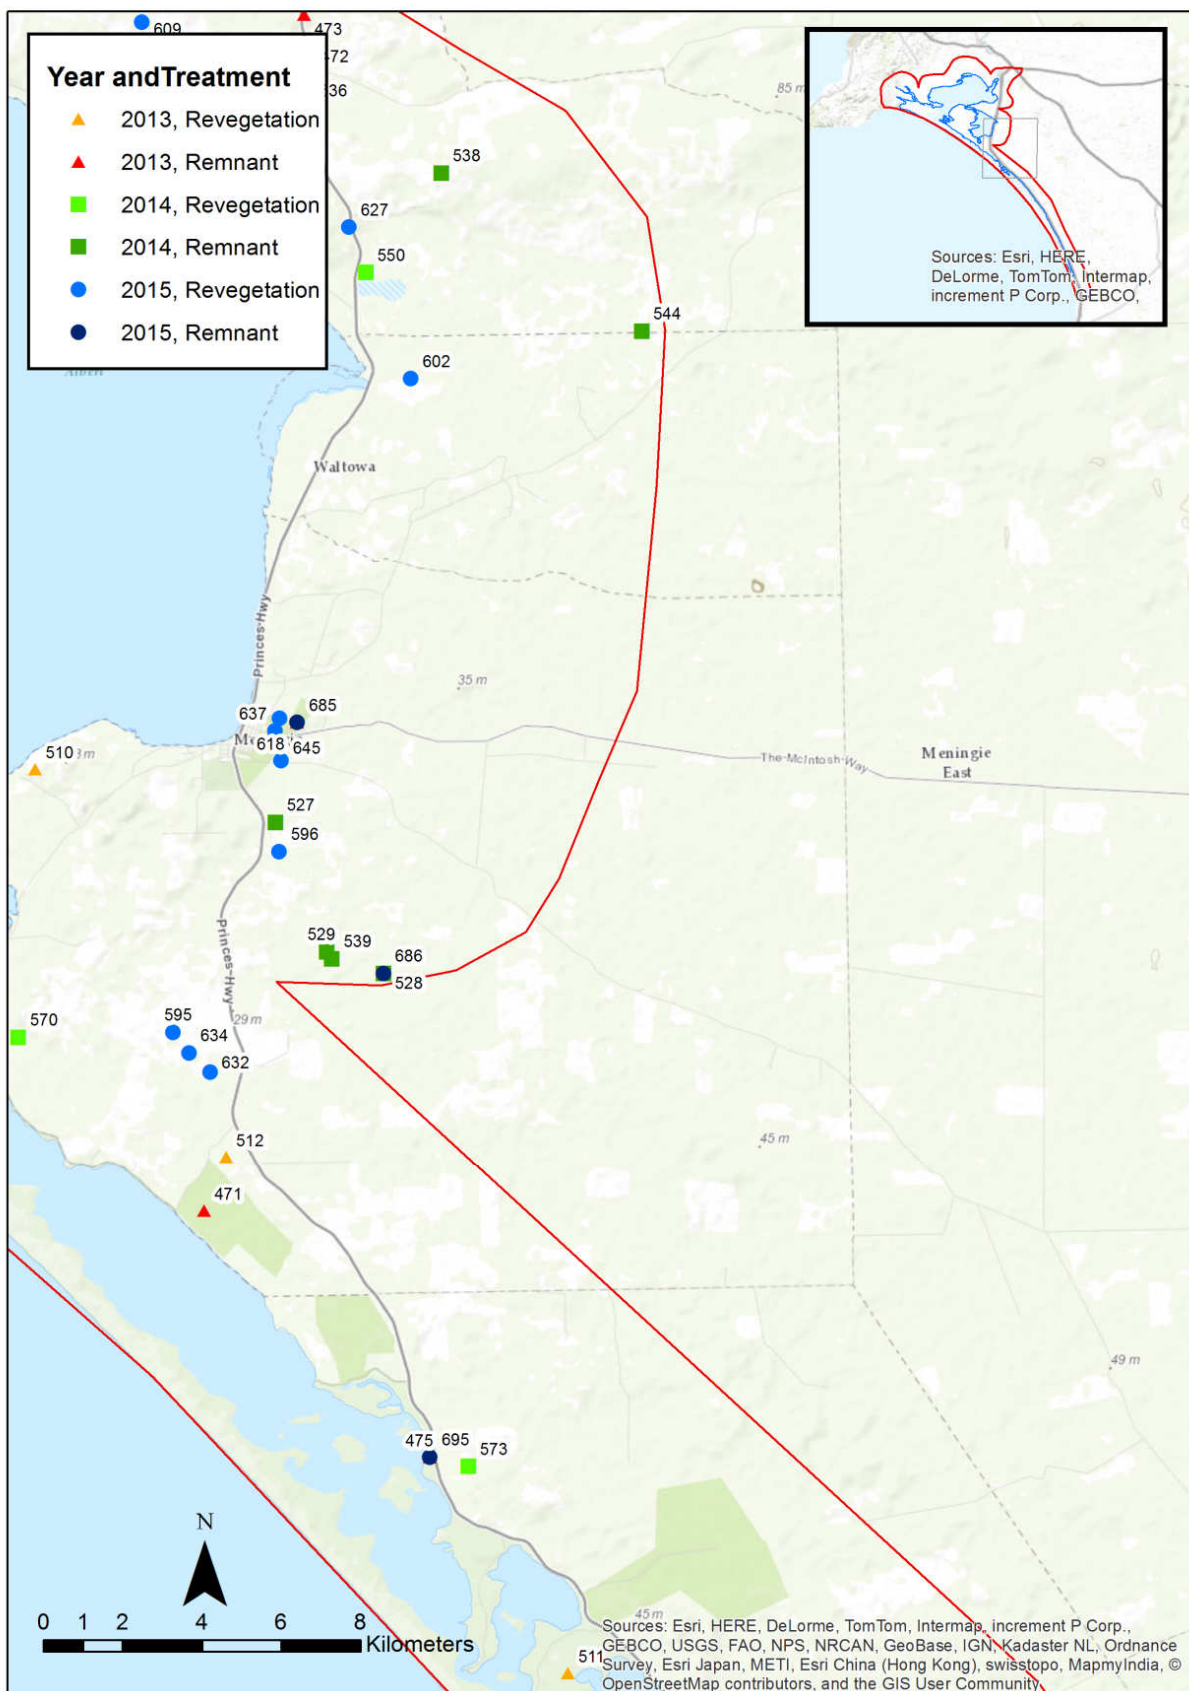 609
473
472
85 m
Year andTreatment
2013, Revegetation
2013, Remnant
2014, Revegetation
2014, Remnant
2015, Revegetation
2015, Remnant
Sources: Esri, HERE,
DeLorme, TomTom, Intermap,
increment P Corp., GEBCO,
538
627
550
544
602
Albert
Waltowa
Princes Hwy
35 m
637
685
618
645
510
The McIntosh Way
Meningie
East
527
596
529
539
686
528
Princes Hwy
29 m
570
595
634
632
512
45 m
471
49 m
475
695
573
N
0 1 2 4 6 8
Kilometers
45 m
511
Sources: Esri, HERE, DeLorme, TomTom, Intermap, increment P Corp.,
GEBCO, USGS, FAO, NPS, NRCAN, GeoBase, IGN, Kadaster NL, Ordnance
Survey, Esri Japan, METI, Esri China (Hong Kong), swisstopo, MapmyIndia, ©
OpenStreetMap contributors, and the GIS User Community